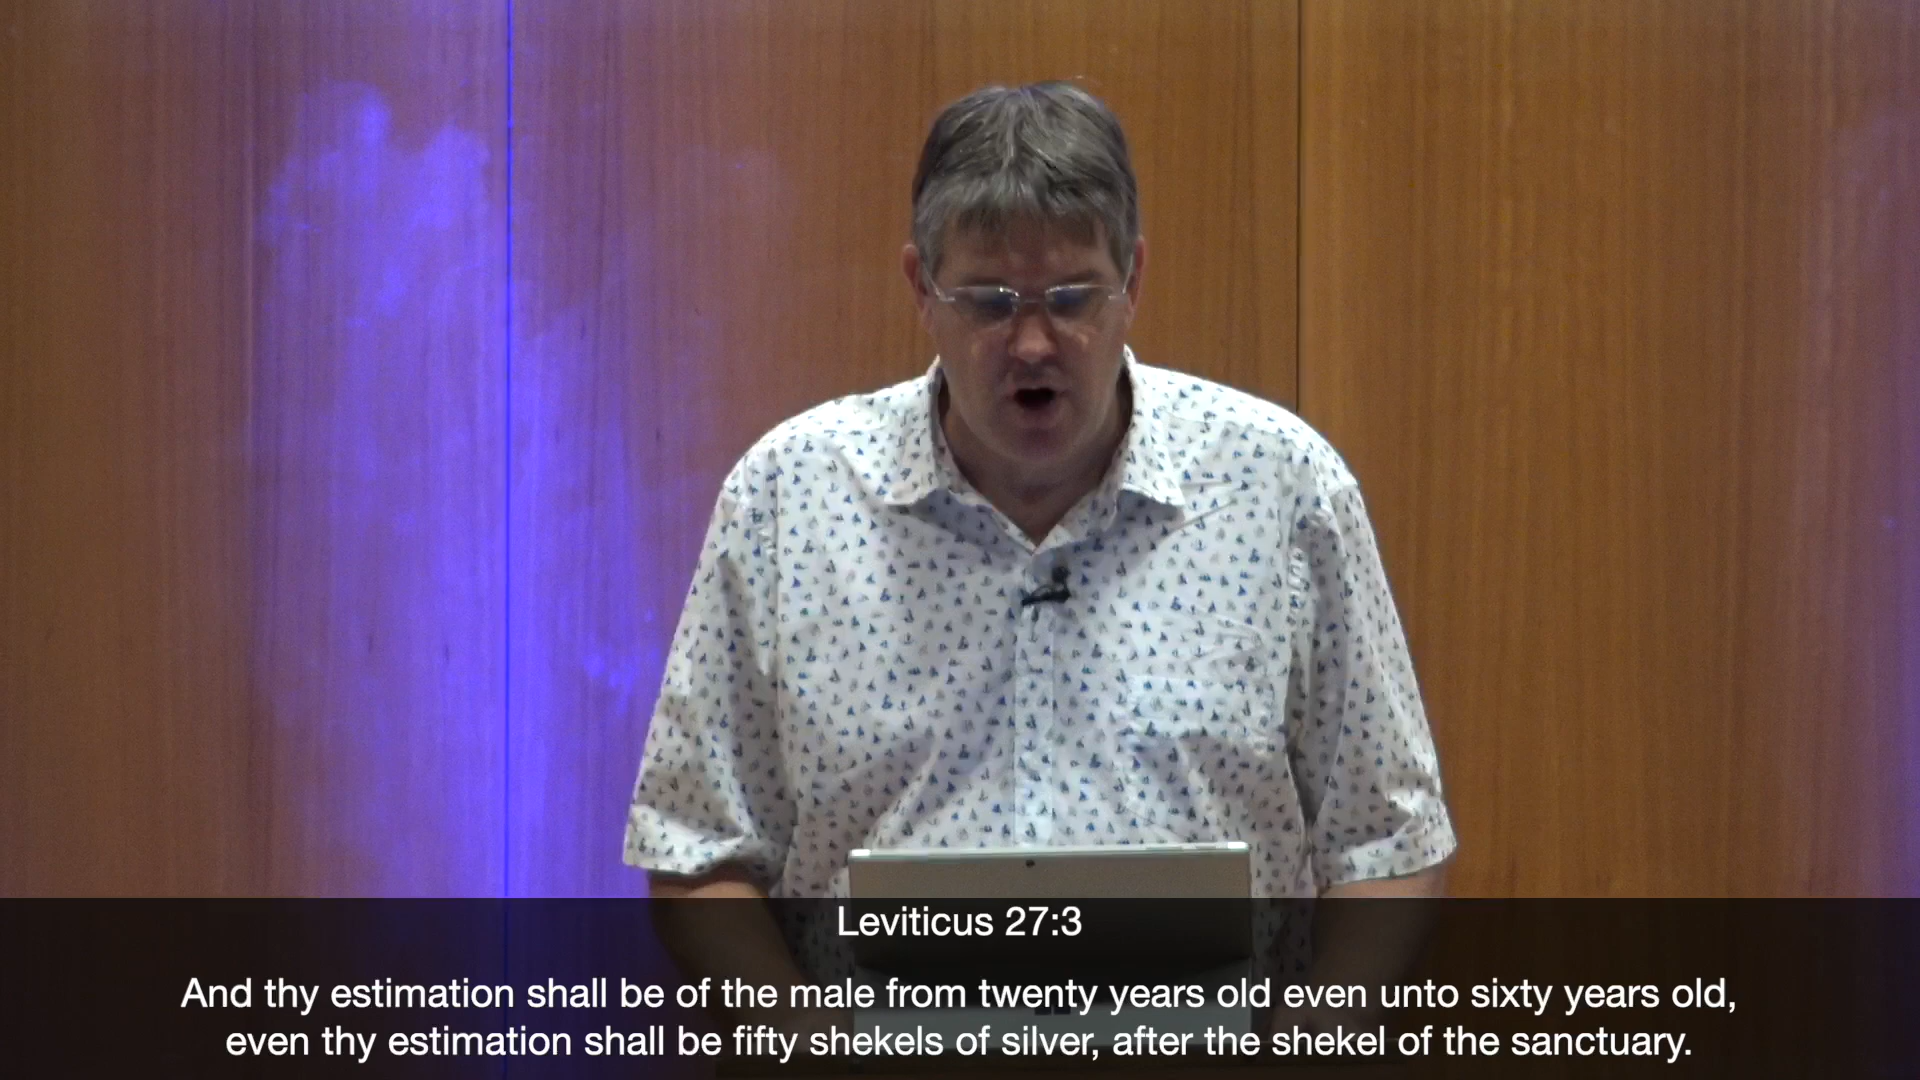 Leviticus 27:3
And thy estimation shall be of the male from twenty years old even unto sixty years old,
even thy estimation shall be fifty shekels of silver, after the shekel of the sanctuary.